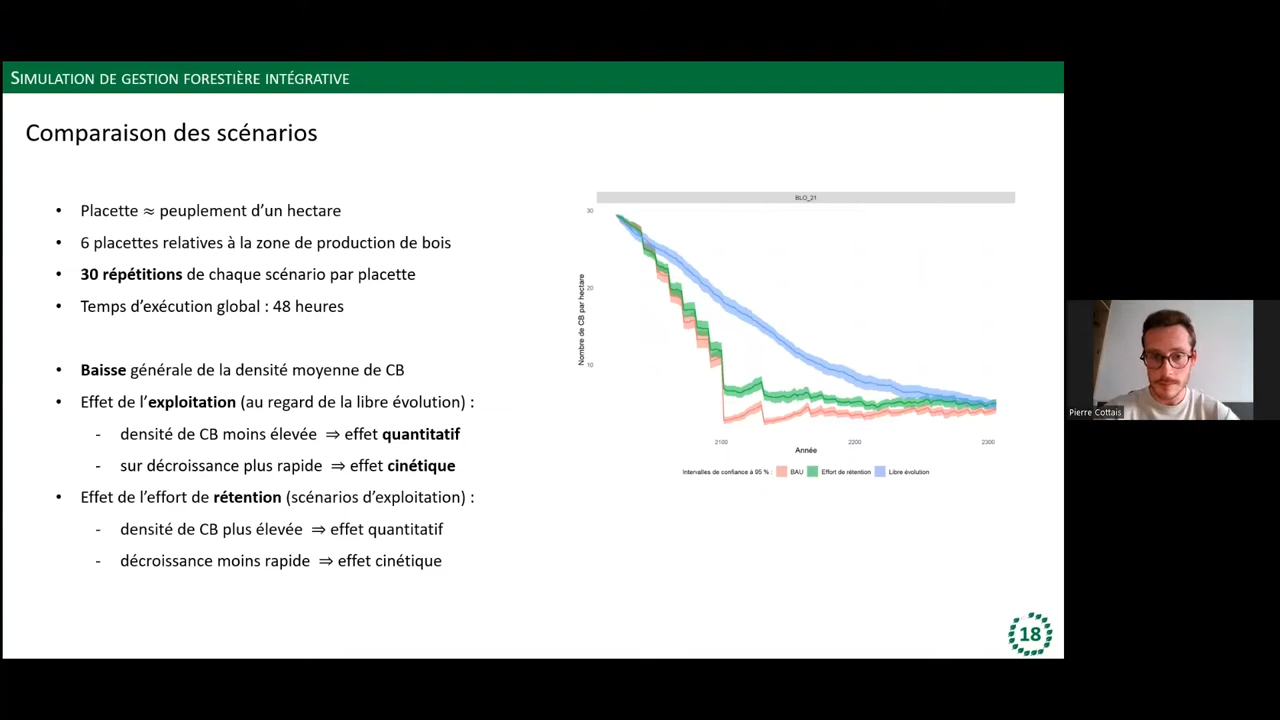 SIMULATION DE GESTION FORESTIÈRE INTÉGRATIVE
Comparaison des scénarios
• Placette ≈ peuplement d'un hectare
• 6 placettes relatives à la zone de production de bois
• 30 répétitions de chaque scénario par placette
• Temps d'exécution global : 48 heures
• Baisse générale de la densité moyenne de CB
• Effet de l'exploitation (au regard de la libre évolution) :
- densité de CB moins élevée ⇒ effet quantitatif
- sur décroissance plus rapide ⇒ effet cinétique
• Effet de l'effort de rétention (scénarios d'exploitation) :
- densité de CB plus élevée ⇒ effet quantitatif
- décroissance moins rapide ⇒ effet cinétique
BLO_21
30
20
10
Nombre de CB par hectare
2100
2200
2300
Année
Intervalles de confiance à 95 % : BAU Effort de rétention Libre évolution
18
Pierre Cottais